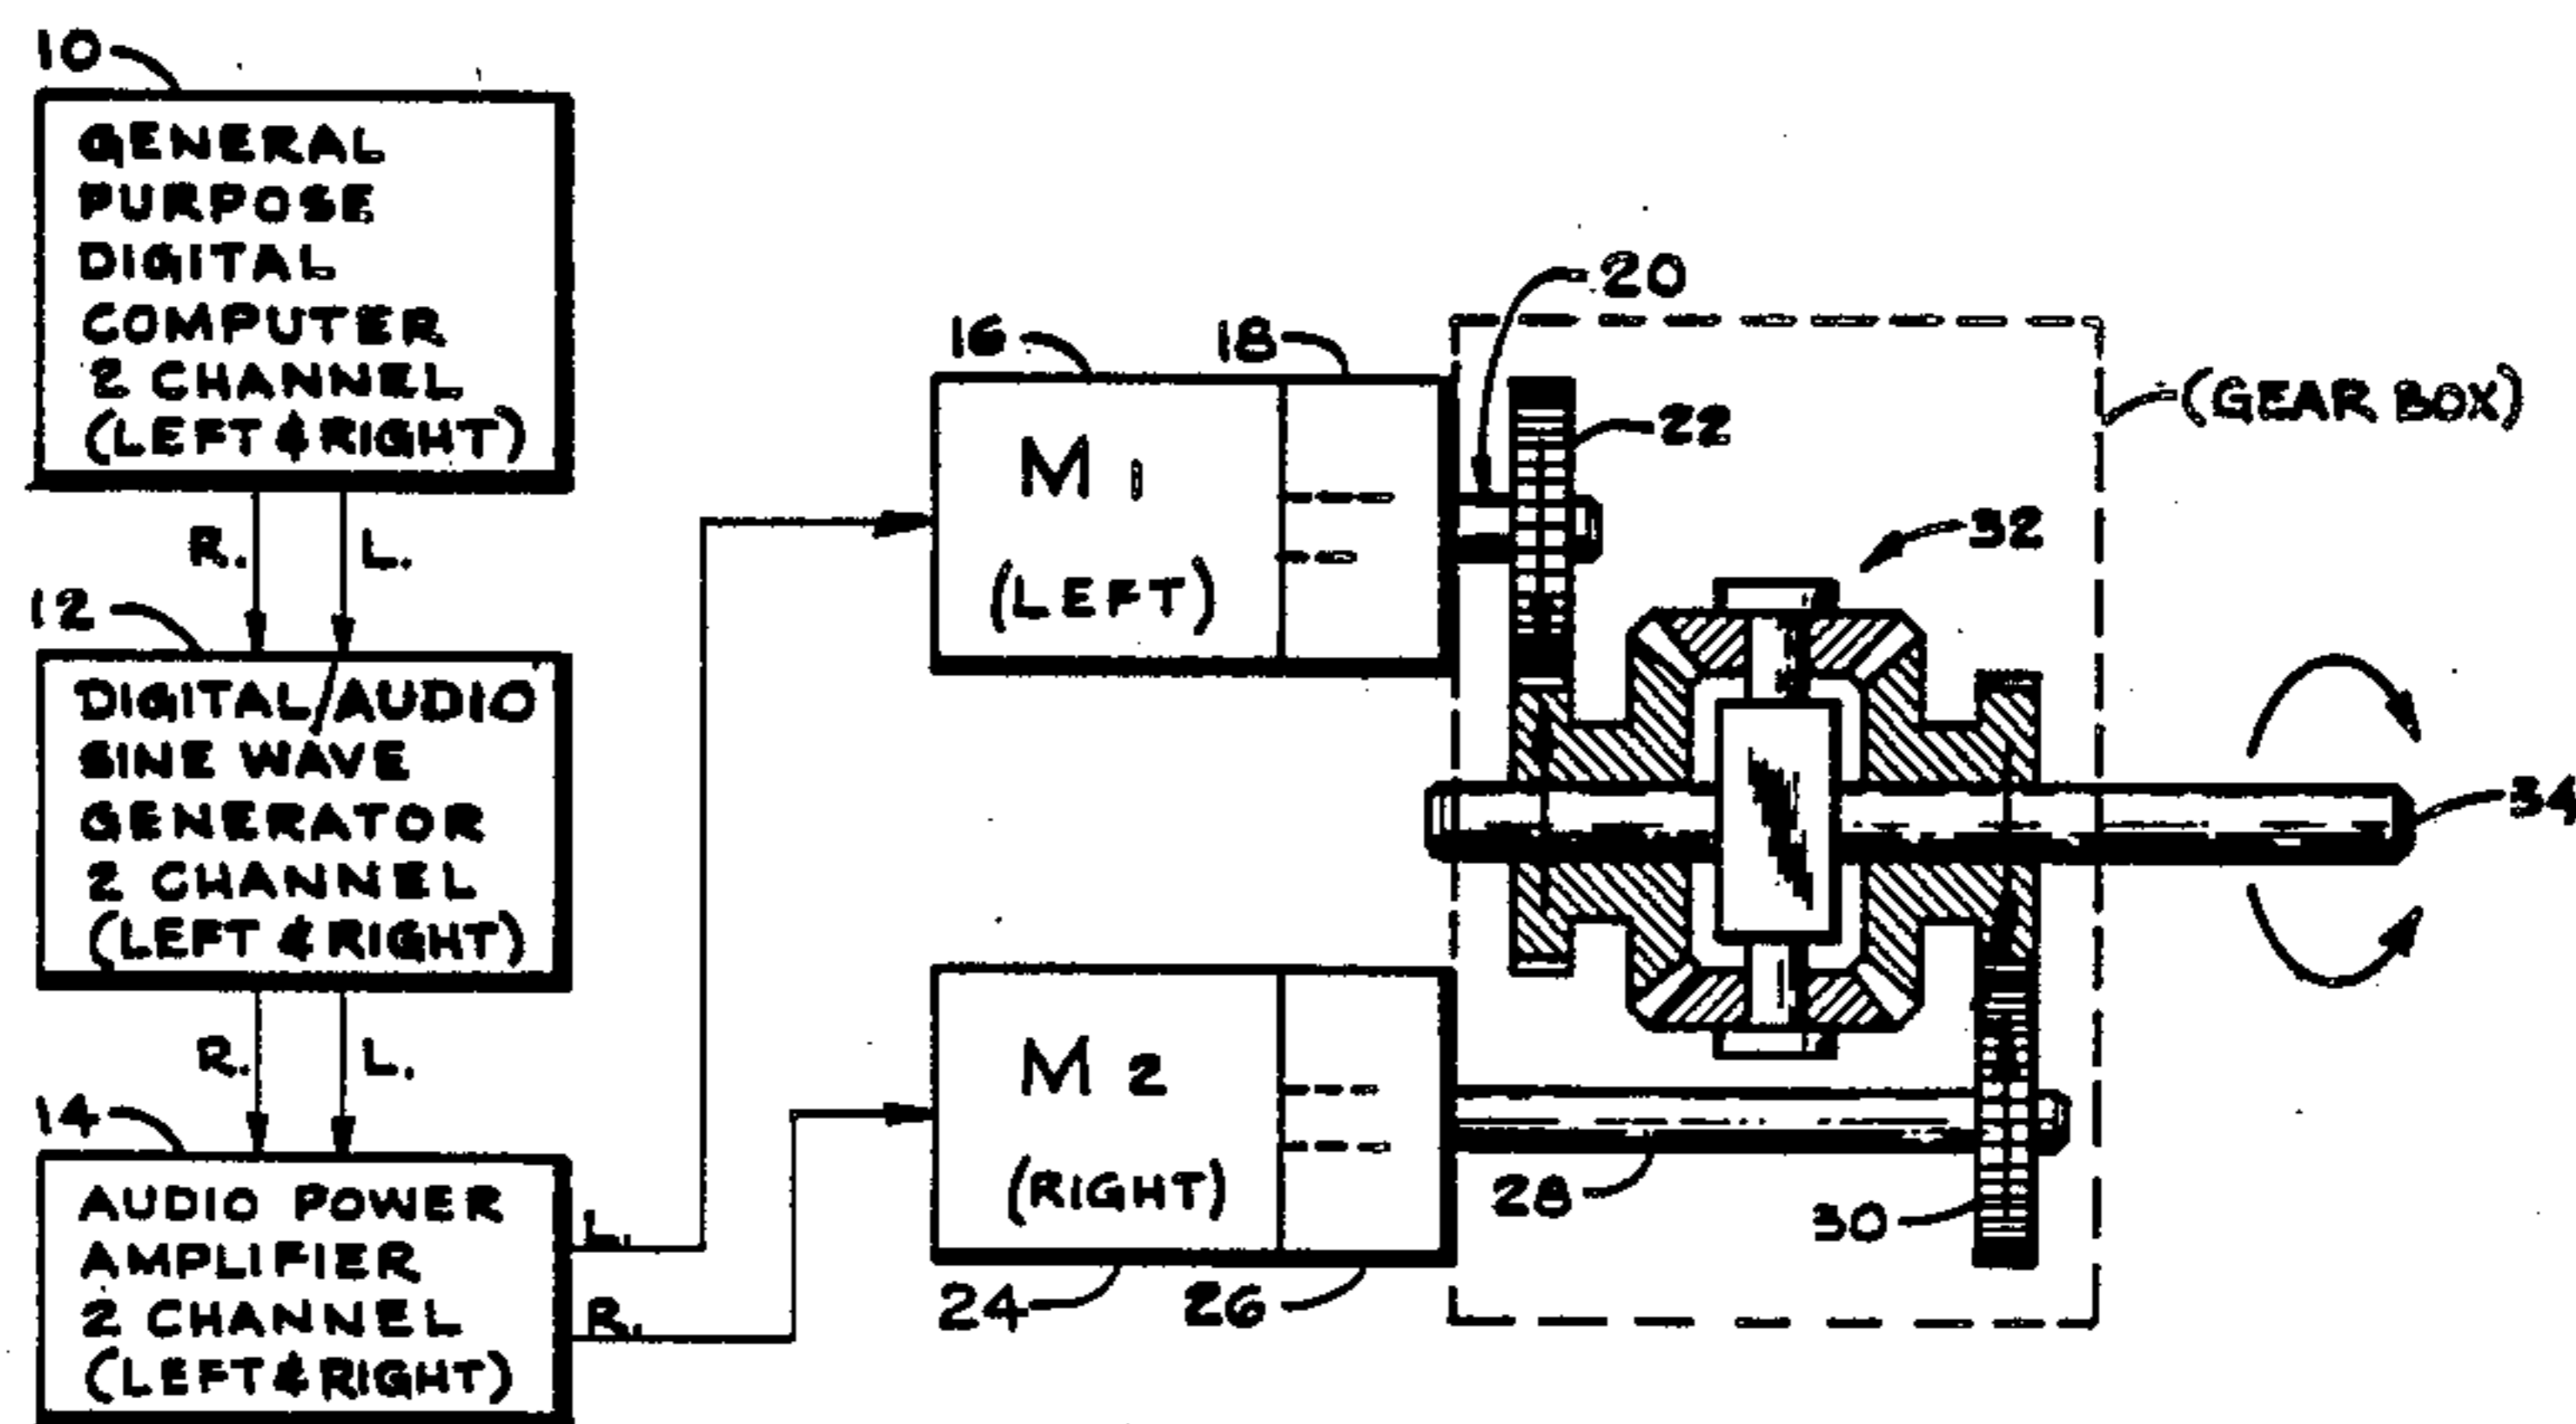 10
GENERAL
PURPOSE
DIGITAL
COMPUTER
2 CHANNEL
(LEFT & RIGHT)
R. L.
12
DIGITAL/AUDIO
SINE WAVE
GENERATOR
2 CHANNEL
(LEFT & RIGHT)
R. L.
14
AUDIO POWER
AMPLIFIER
2 CHANNEL
(LEFT & RIGHT)
L.
R.
16
18
M 1
(LEFT)
20
22
(GEAR BOX)
32
34
M 2
(RIGHT)
24
26
28
30